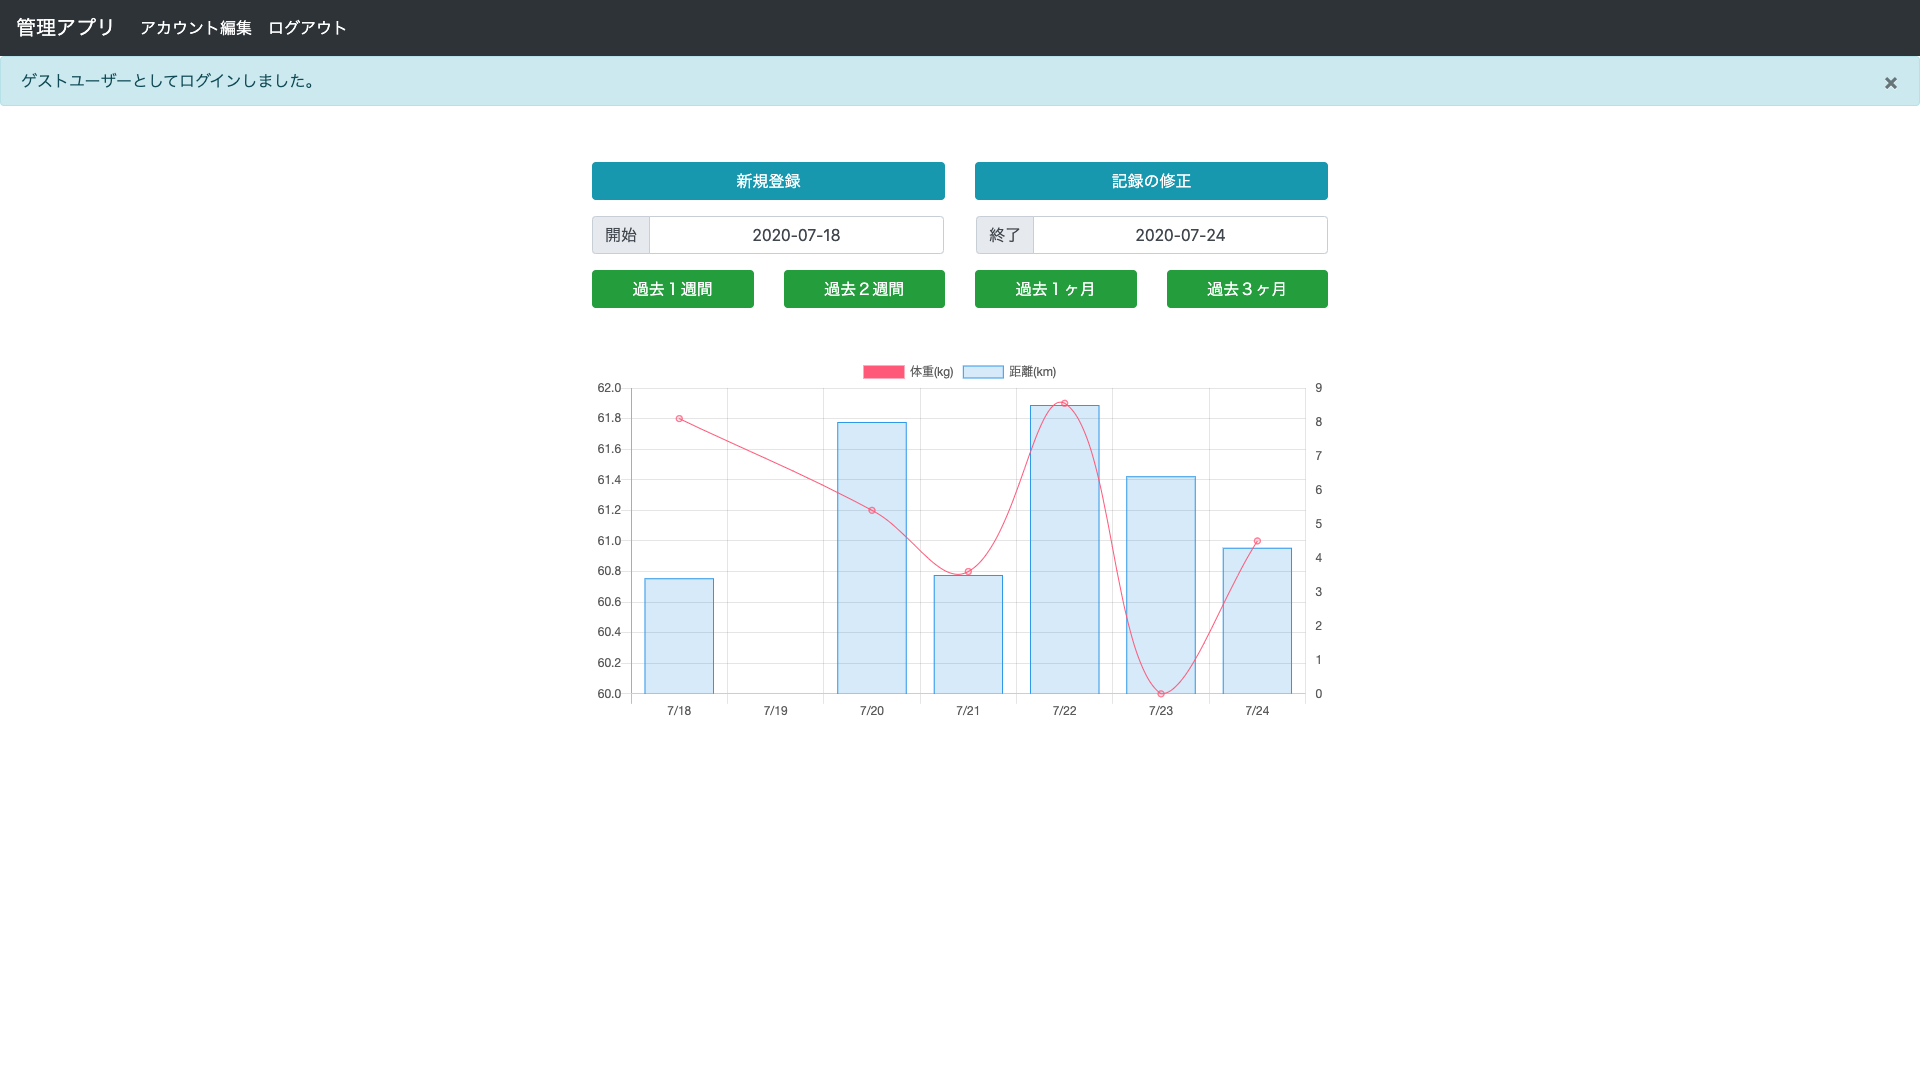 管理アプリ アカウント編集 ログアウト
ゲストユーザーとしてログインしました。 ×
新規登録 記録の修正
開始 2020-07-18 終了 2020-07-24
過去１週間 過去２週間 過去１ヶ月 過去３ヶ月
体重(kg) 距離(km)
62.0 9
61.8 8
61.6 7
61.4 6
61.2 5
61.0 4
60.8 3
60.6 2
60.4 1
60.2 0
60.0
7/18 7/19 7/20 7/21 7/22 7/23 7/24